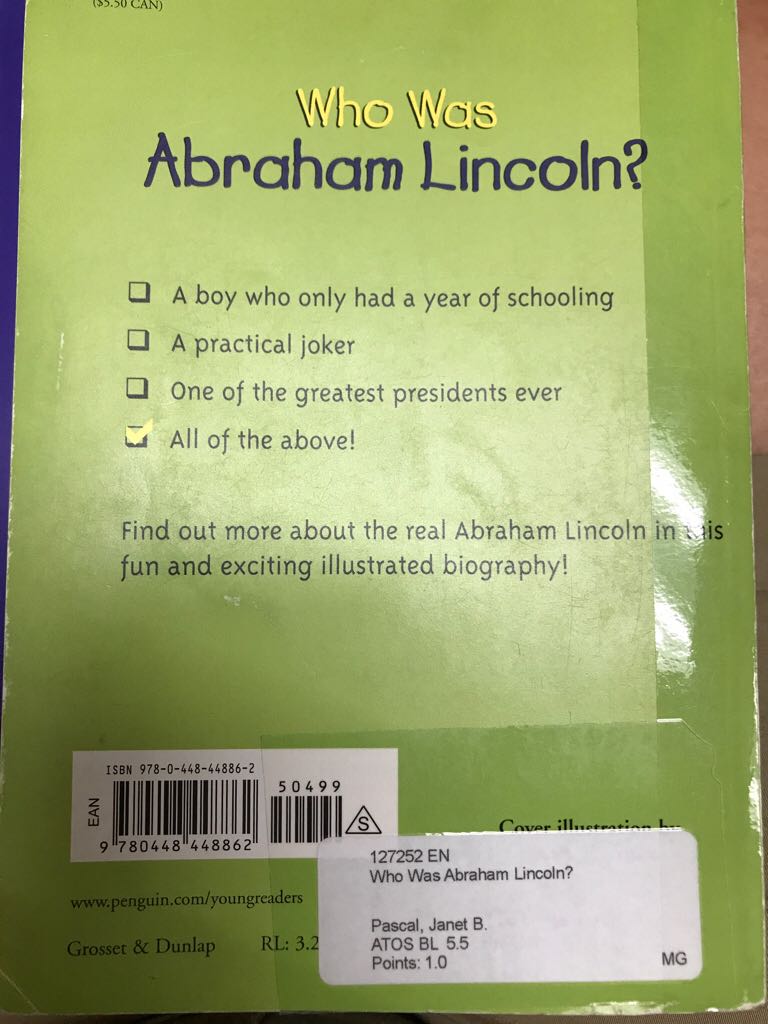 ($5.50 CAN)
Who Was
Abraham Lincoln?
A boy who only had a year of schooling
A practical joker
One of the greatest presidents ever
All of the above!
Find out more about the real Abraham Lincoln in this
fun and exciting illustrated biography!
ISBN 978-0-448-44886-2
50499
EAN
9 780448 448862
S
Cover illustration by
www.penguin.com/youngreaders
Grosset & Dunlap RL: 3.2
127252 EN
Who Was Abraham Lincoln?
Pascal, Janet B.
ATOS BL 5.5
Points: 1.0
MG